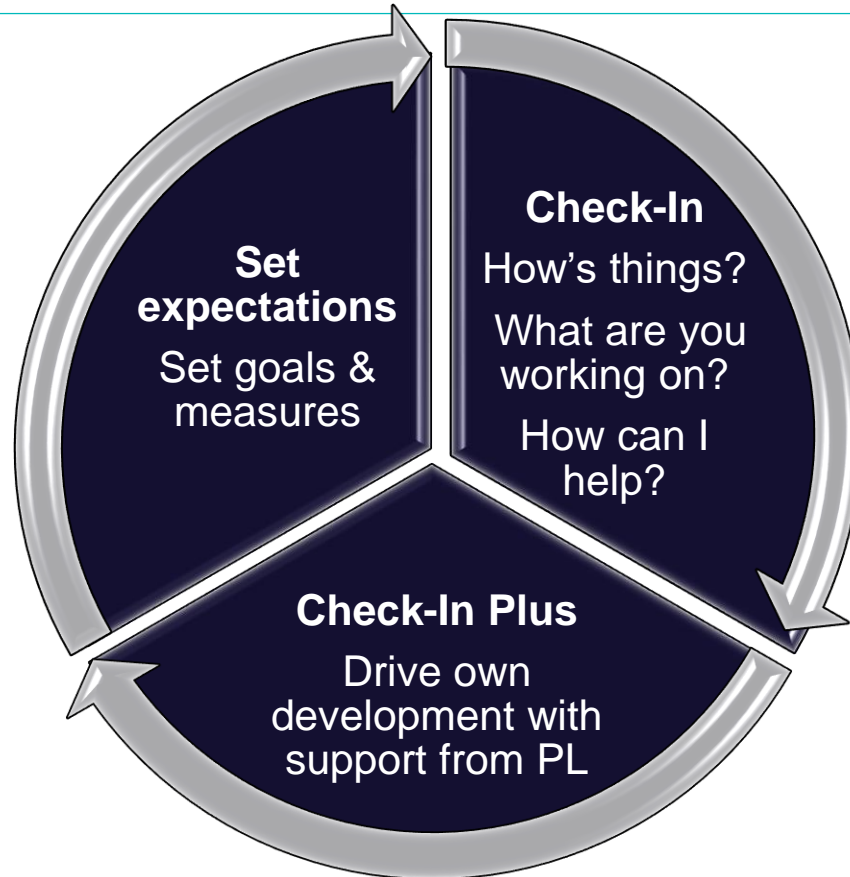 Set
expectations
Set goals &
measures
Check-In
How’s things?
What are you
working on?
How can I
help?
Check-In Plus
Drive own
development with
support from PL